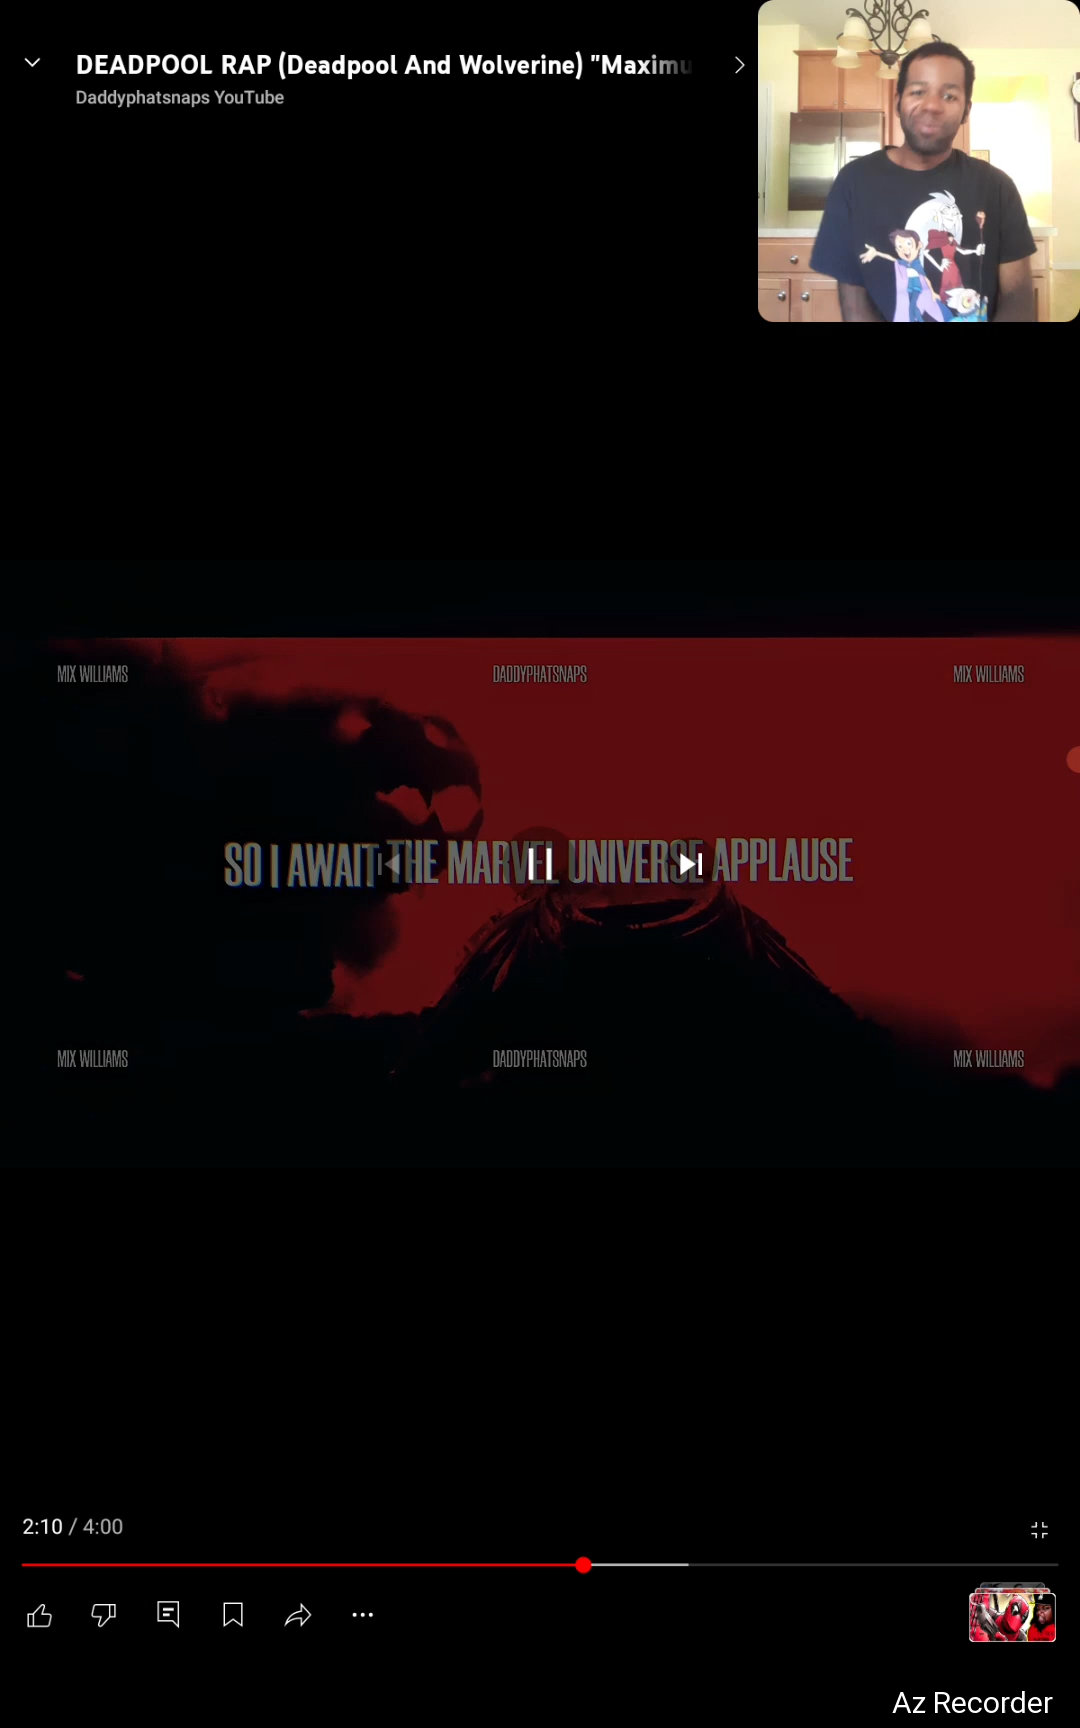 DEADPOOL RAP (Deadpool And Wolverine) "Maximu
Daddyphatsnaps YouTube
MIX WILLIAMS DADDYPHATSNAPS MIX WILLIAMS
SO I AWAIT THE MARVEL UNIVERSE APPLAUSE
MIX WILLIAMS DADDYPHATSNAPS MIX WILLIAMS
2:10 / 4:00
Az Recorder